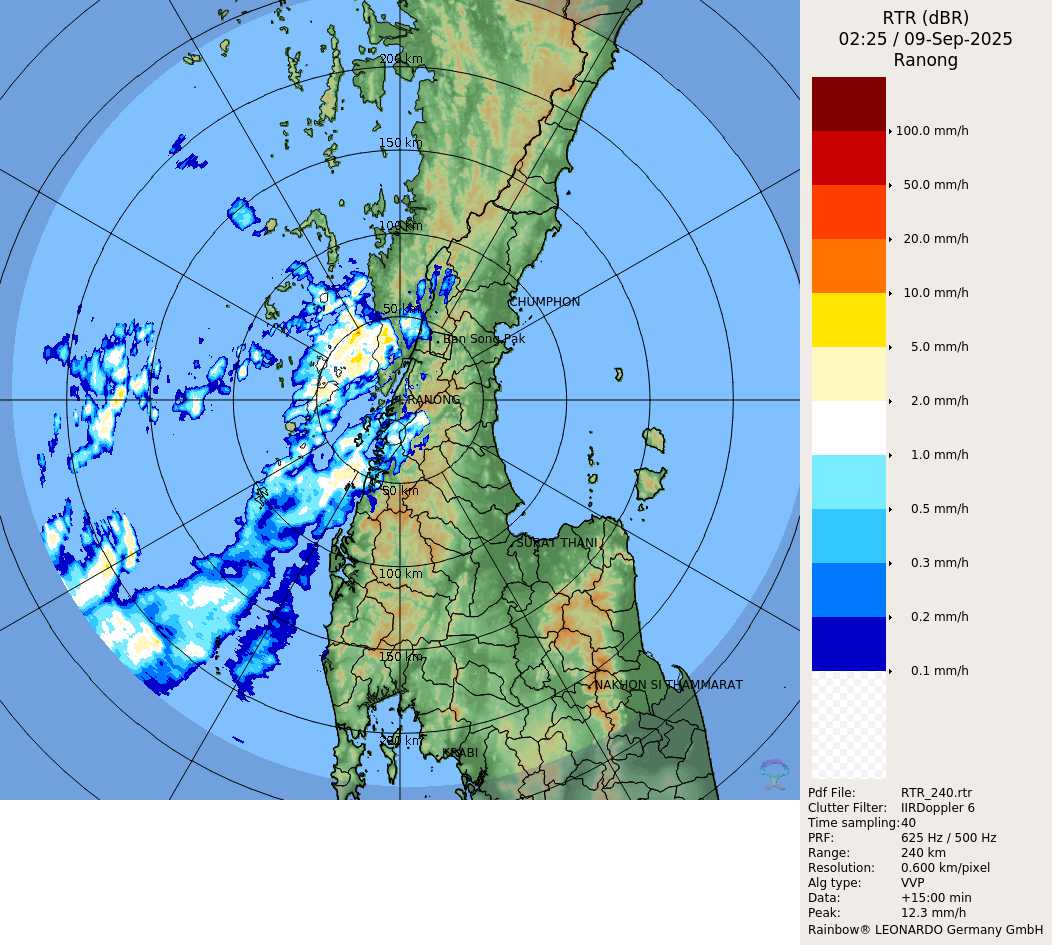 RTR (dBR)
02:25 / 09-Sep-2025
Ranong
100.0 mm/h
50.0 mm/h
20.0 mm/h
10.0 mm/h
5.0 mm/h
2.0 mm/h
1.0 mm/h
0.5 mm/h
0.3 mm/h
0.2 mm/h
0.1 mm/h
200 km
150 km
100 km
50 km
CHUMPHON
Ban Song Pak
RANONG
50 km
SURAT THANI
100 km
150 km
NAKHON SI THAMMARAT
200 km
KRABI
Pdf File: RTR_240.rtr
Clutter Filter: IIRDoppler 6
Time sampling: 40
PRF: 625 Hz / 500 Hz
Range: 240 km
Resolution: 0.600 km/pixel
Alg type: VVP
Data: +15:00 min
Peak: 12.3 mm/h
Rainbow® LEONARDO Germany GmbH